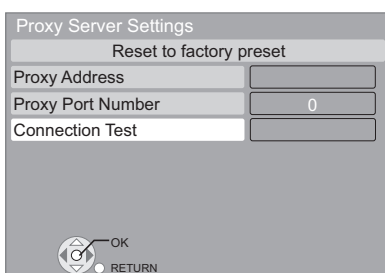 Proxy Server Settings
Reset to factory preset
Proxy Address
Proxy Port Number 0
Connection Test
OK
RETURN